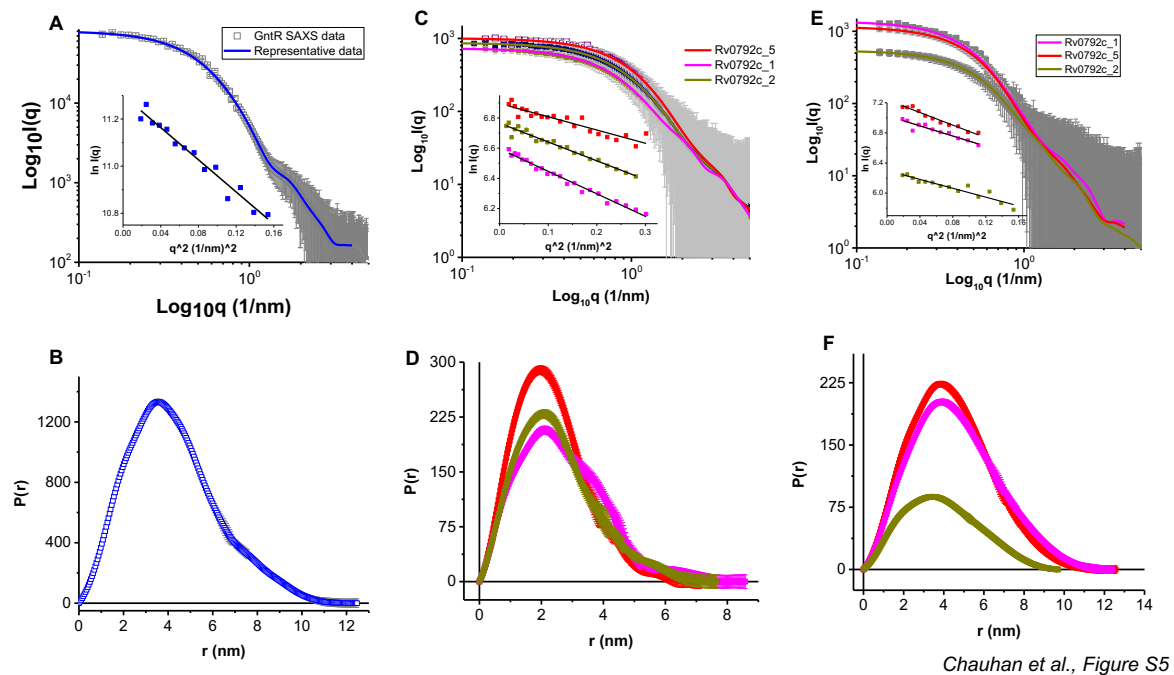 A
GntR SAXS data
Representative data
Log10I(q)
10^4
10^3
10^2
ln I(q)
11.2
11.0
10.8
0.00 0.04 0.08 0.12 0.16
q^2 (1/nm)^2
10^-1 10^0
Log10q (1/nm)
C
Rv0792c_5
Rv0792c_1
Rv0792c_2
Log10I(q)
10^3
10^2
10^1
10^0
ln I(q)
7.0
6.8
6.6
6.4
6.2
0.0 0.1 0.2 0.3
q^2 (1/nm)^2
10^-1 10^0
Log10q (1/nm)
E
Rv0792c_1
Rv0792c_5
Rv0792c_2
Log10I(q)
10^3
10^2
10^1
10^0
ln I(q)
7.2
6.8
6.4
6.0
0.04 0.08 0.12 0.16
q^2 (1/nm)^2
10^-1 10^0
Log10q (1/nm)
B
P(r)
1200
800
400
0
0 2 4 6 8 10 12
r (nm)
D
P(r)
300
225
150
75
0
0 2 4 6 8
r (nm)
F
P(r)
225
150
75
0
0 2 4 6 8 10 12 14
r (nm)
Chauhan et al., Figure S5